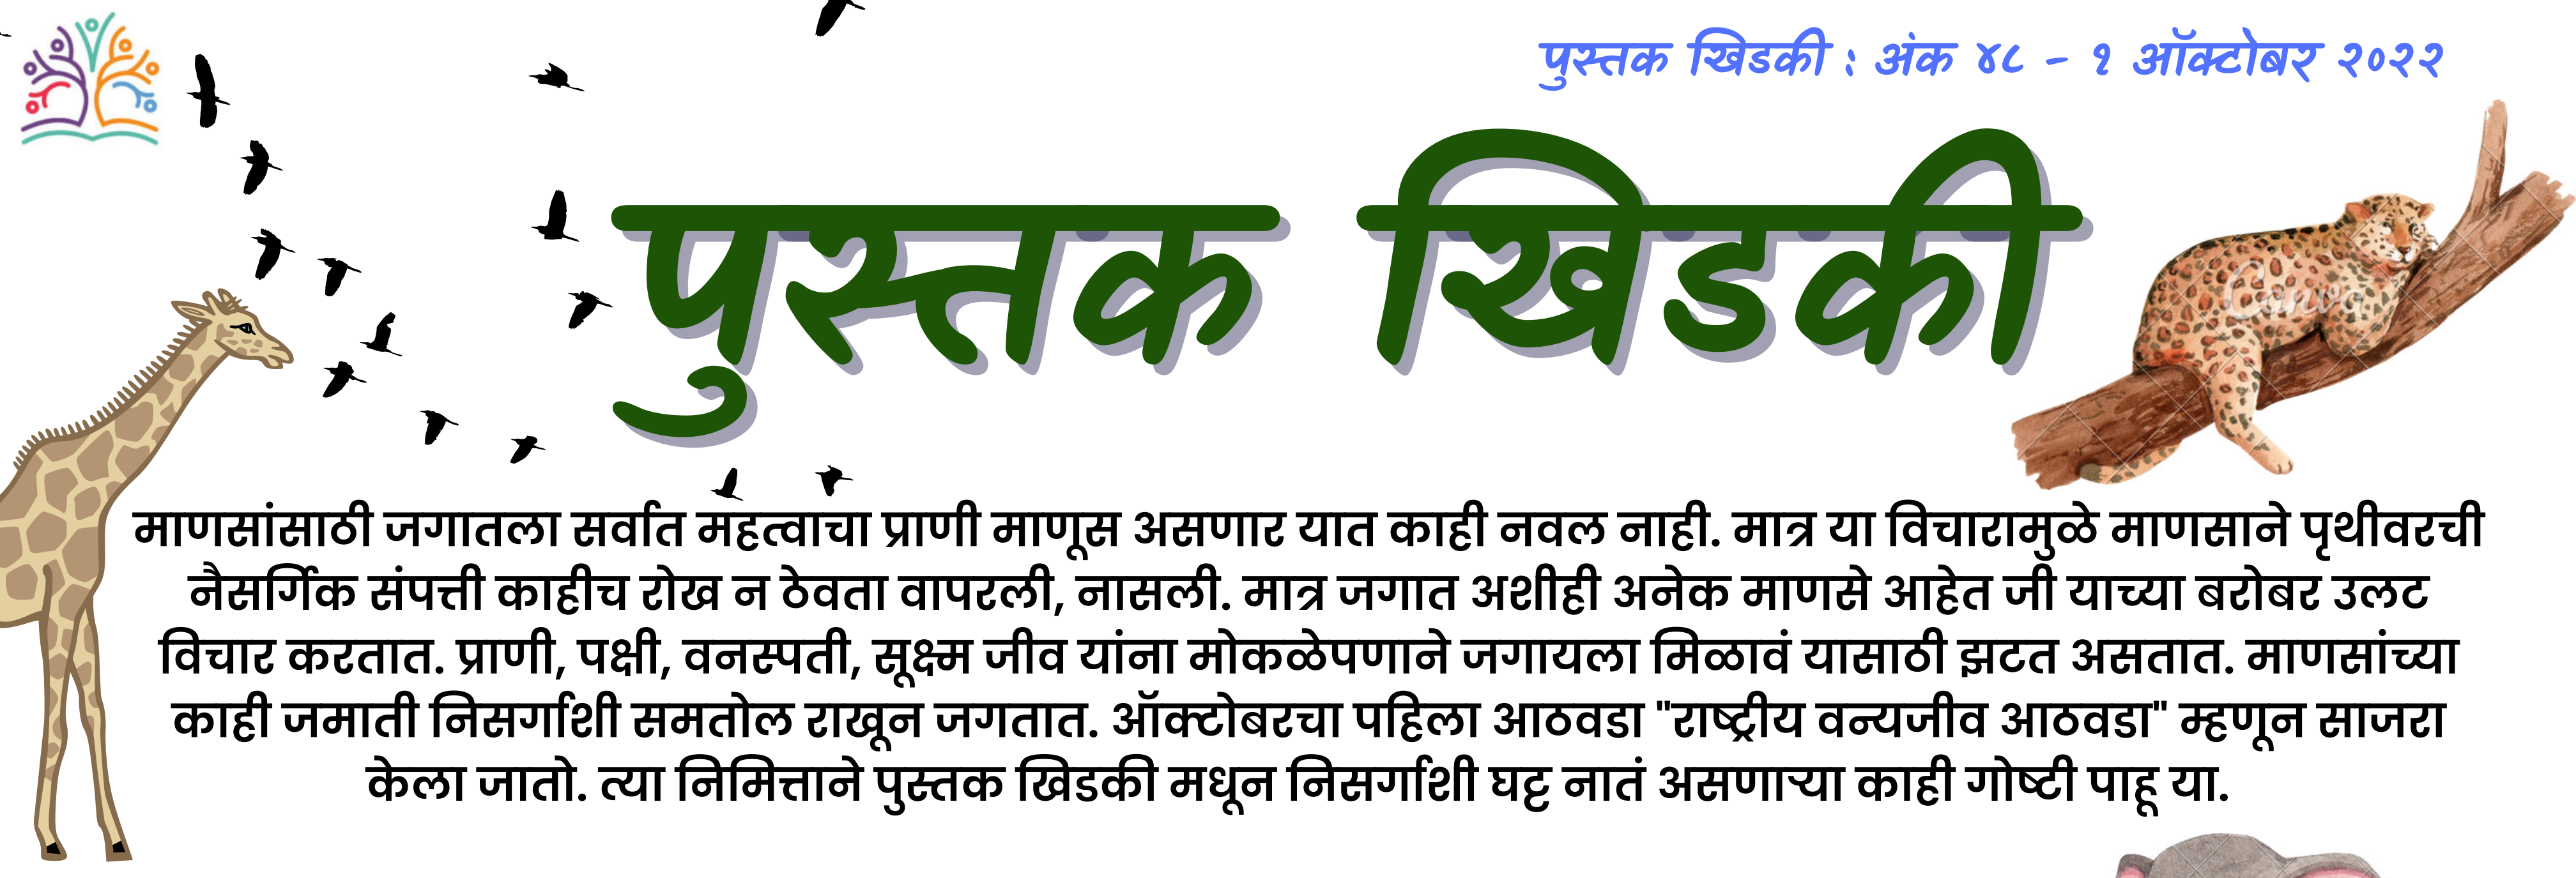 पुस्तक खिडकी : अंक ४८ - १ ऑक्टोबर २०२२
पुस्तक खिडकी
Canva
माणसांसाठी जगातला सर्वात महत्वाचा प्राणी माणूस असणार यात काही नवल नाही. मात्र या विचारामुळे माणसाने पृथीवरची
नैसर्गिक संपत्ती काहीच रोख न ठेवता वापरली, नासली. मात्र जगात अशीही अनेक माणसे आहेत जी याच्या बरोबर उलट
विचार करतात. प्राणी, पक्षी, वनस्पती, सूक्ष्म जीव यांना मोकळेपणाने जगायला मिळावं यासाठी झटत असतात. माणसांच्या
काही जमाती निसर्गाशी समतोल राखून जगतात. ऑक्टोबरचा पहिला आठवडा "राष्ट्रीय वन्यजीव आठवडा" म्हणून साजरा
केला जातो. त्या निमित्ताने पुस्तक खिडकी मधून निसर्गाशी घट्ट नातं असणाऱ्या काही गोष्टी पाहू या.